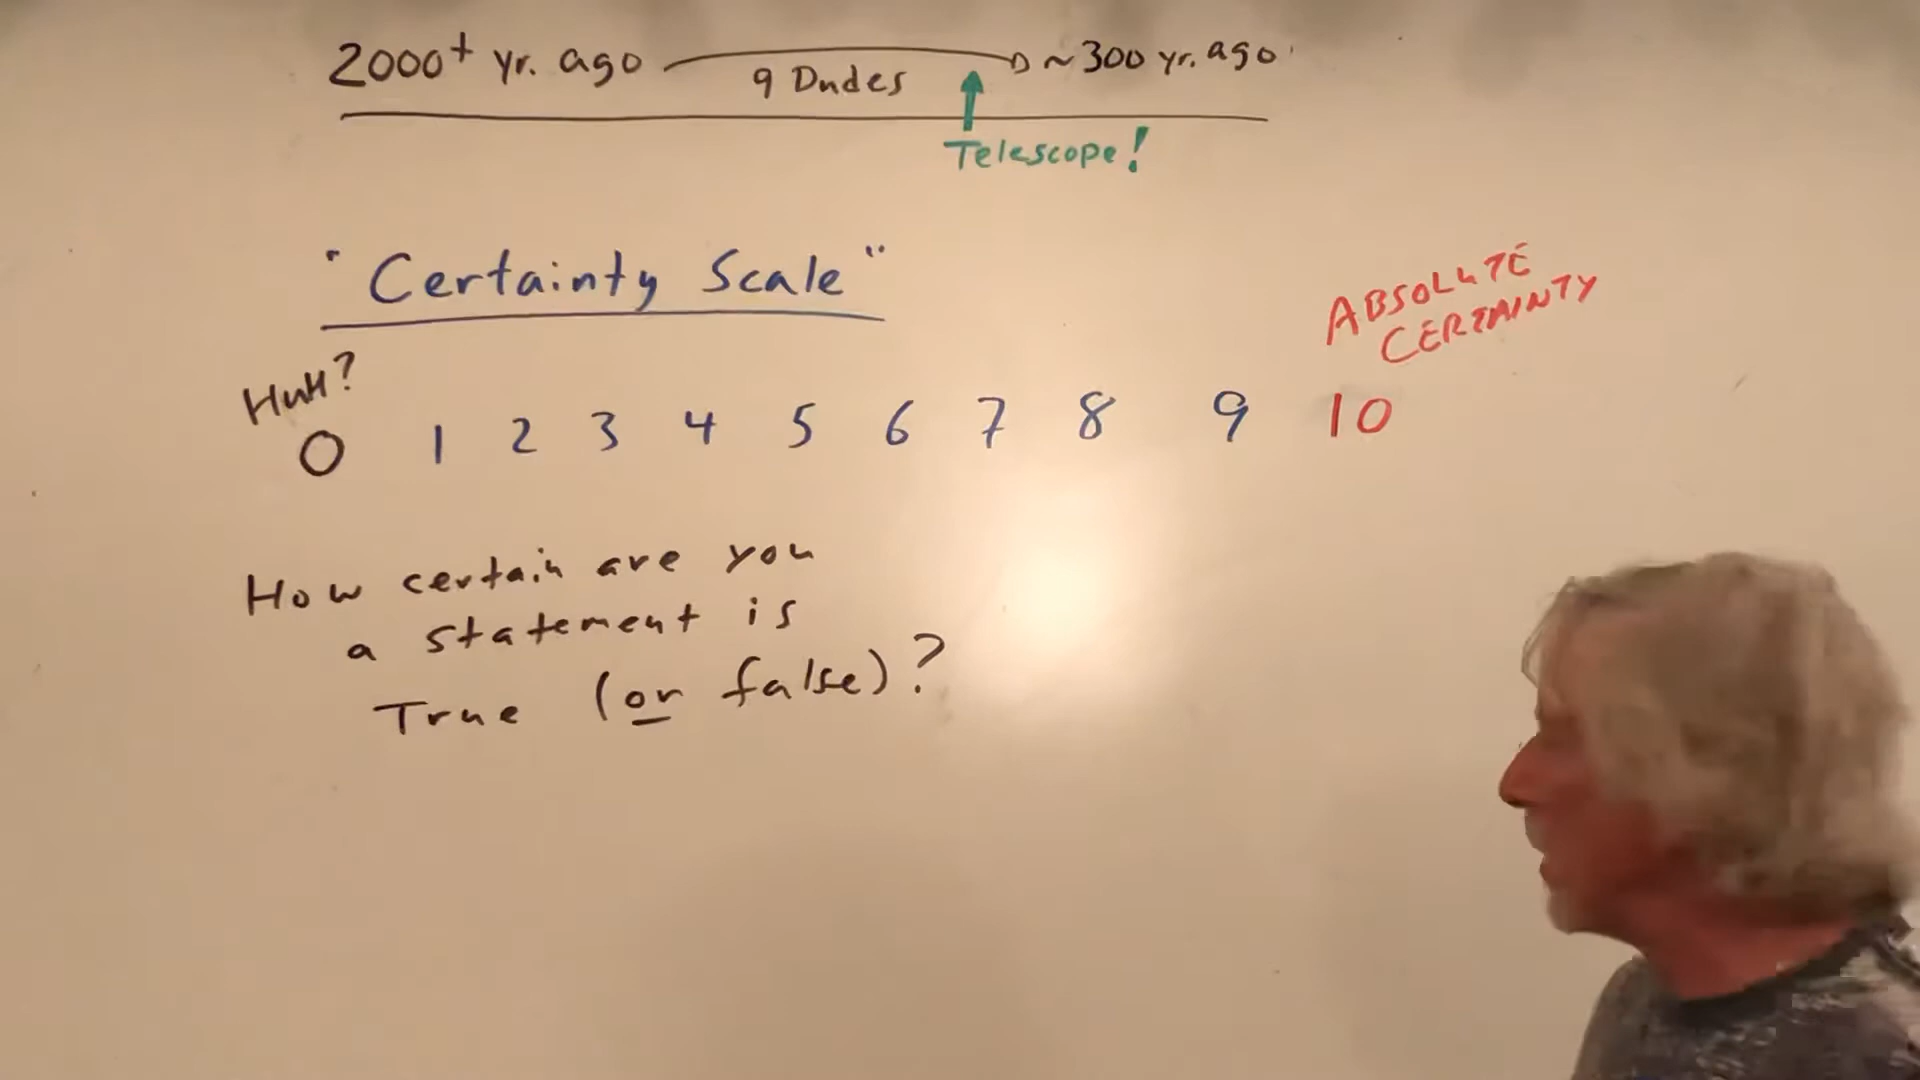 2000+ yr. ago ~300 yr. ago
9 Dudes
Telescope!
"Certainty Scale"
ABSOLUTE
CERTAINTY
HUH?
0 1 2 3 4 5 6 7 8 9 10
How certain are you
a statement is
True (or false)?